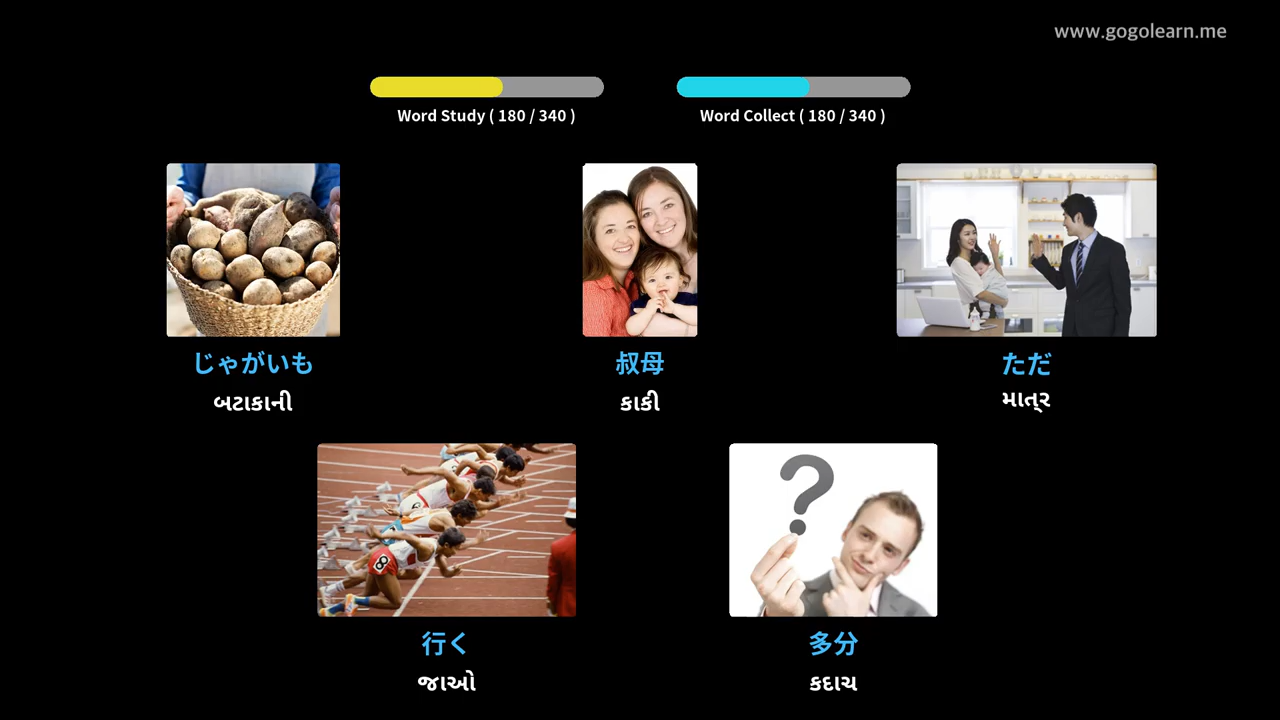 www.gogolearn.me
Word Study ( 180 / 340 )
Word Collect ( 180 / 340 )
じゃがいも
બટાકાની
叔母
કાકી
ただ
માત્ર
行く
જાઓ
多分
કદાચ